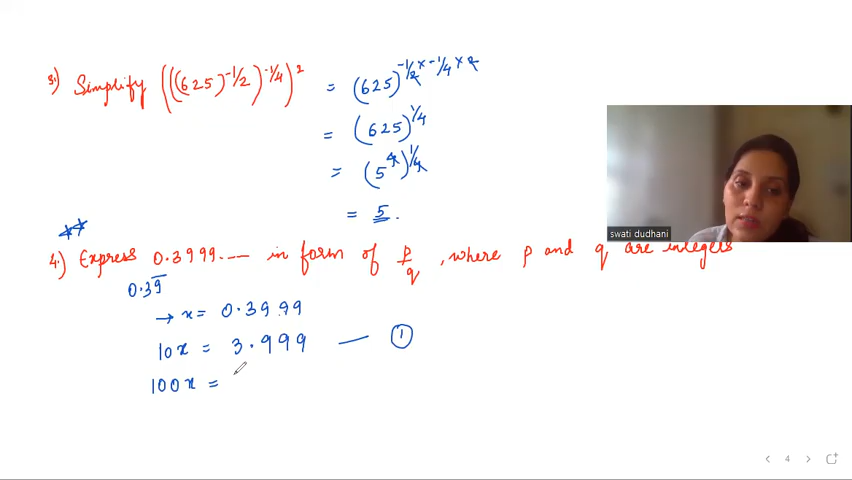 3.) Simplify (((625)^-1/2)^-1/4)^2 = (625)^-1/2 × -1/4 × 2
= (625)^1/4
= (5^4)^1/4
= 5.
4.) Express 0.3999..... in form of p/q, where p and q are integers
0.39̅
→ x = 0.3999
10x = 3.999 — ①
100x =
swati dudhani
4